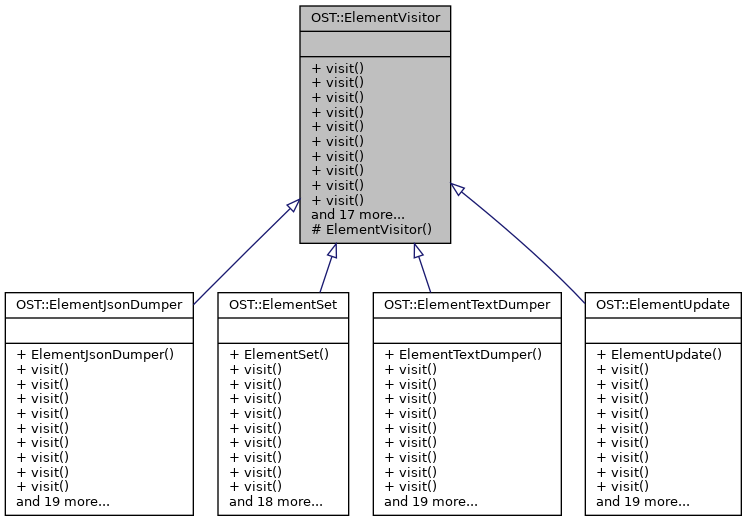 OST::ElementVisitor
+ visit()
+ visit()
+ visit()
+ visit()
+ visit()
+ visit()
+ visit()
+ visit()
+ visit()
+ visit()
and 17 more...
# ElementVisitor()
OST::ElementJsonDumper
+ ElementJsonDumper()
+ visit()
+ visit()
+ visit()
+ visit()
+ visit()
+ visit()
+ visit()
+ visit()
+ visit()
and 19 more...
OST::ElementSet
+ ElementSet()
+ visit()
+ visit()
+ visit()
+ visit()
+ visit()
+ visit()
+ visit()
+ visit()
+ visit()
and 18 more...
OST::ElementTextDumper
+ ElementTextDumper()
+ visit()
+ visit()
+ visit()
+ visit()
+ visit()
+ visit()
+ visit()
+ visit()
+ visit()
and 19 more...
OST::ElementUpdate
+ ElementUpdate()
+ visit()
+ visit()
+ visit()
+ visit()
+ visit()
+ visit()
+ visit()
+ visit()
+ visit()
and 19 more...